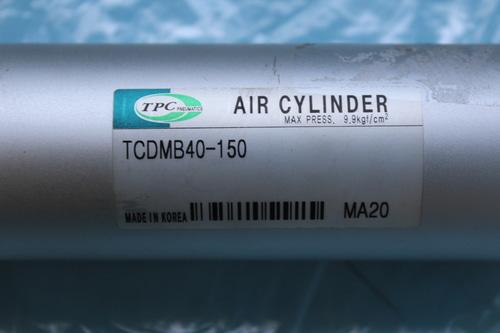 TPC PNEUMATICS
AIR CYLINDER
MAX PRESS. 9.9kgf/cm²
TCDMB40-150
MADE IN KOREA
MA20